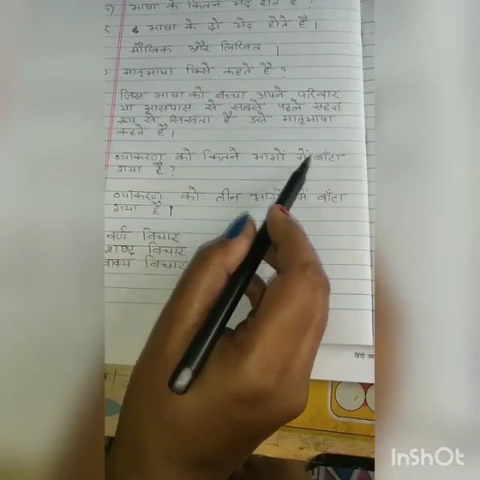 भाषा के कितने भेद होते हैं ?
भाषा के दो भेद होते हैं।
मौखिक और लिखित ।
मातृभाषा किसे कहते है ?
जिस भाषा को बच्चा अपने परिवार
या आसपास से सबसे पहले सहज
रूप से सिखता है उसे मातृभाषा
कहते है ।
व्याकरण को कितने भागों में बाँटा
गया है ?
व्याकरण को तीन भागों में बाँटा
गया है ।
वर्ण विचार
शब्द विचार
वाक्य विचार
हिन्दी
InShOt